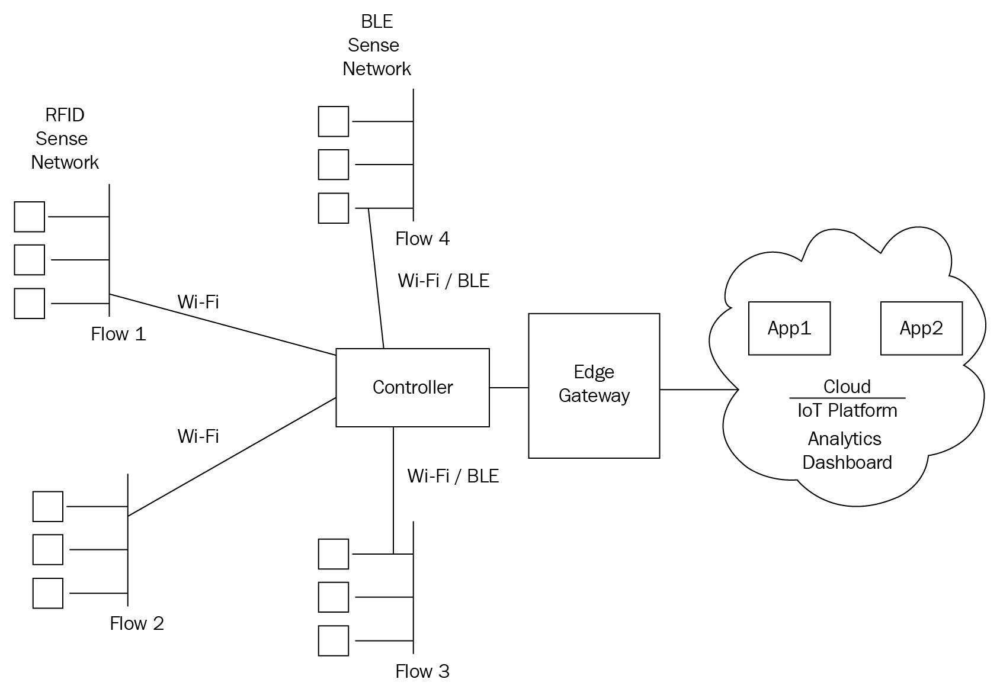 BLE
Sense
Network
RFID
Sense
Network
Flow 4
Wi-Fi / BLE
Wi-Fi
Flow 1
App1
App2
Controller
Edge
Gateway
Cloud
IoT Platform
Analytics
Dashboard
Wi-Fi
Wi-Fi / BLE
Flow 2
Flow 3